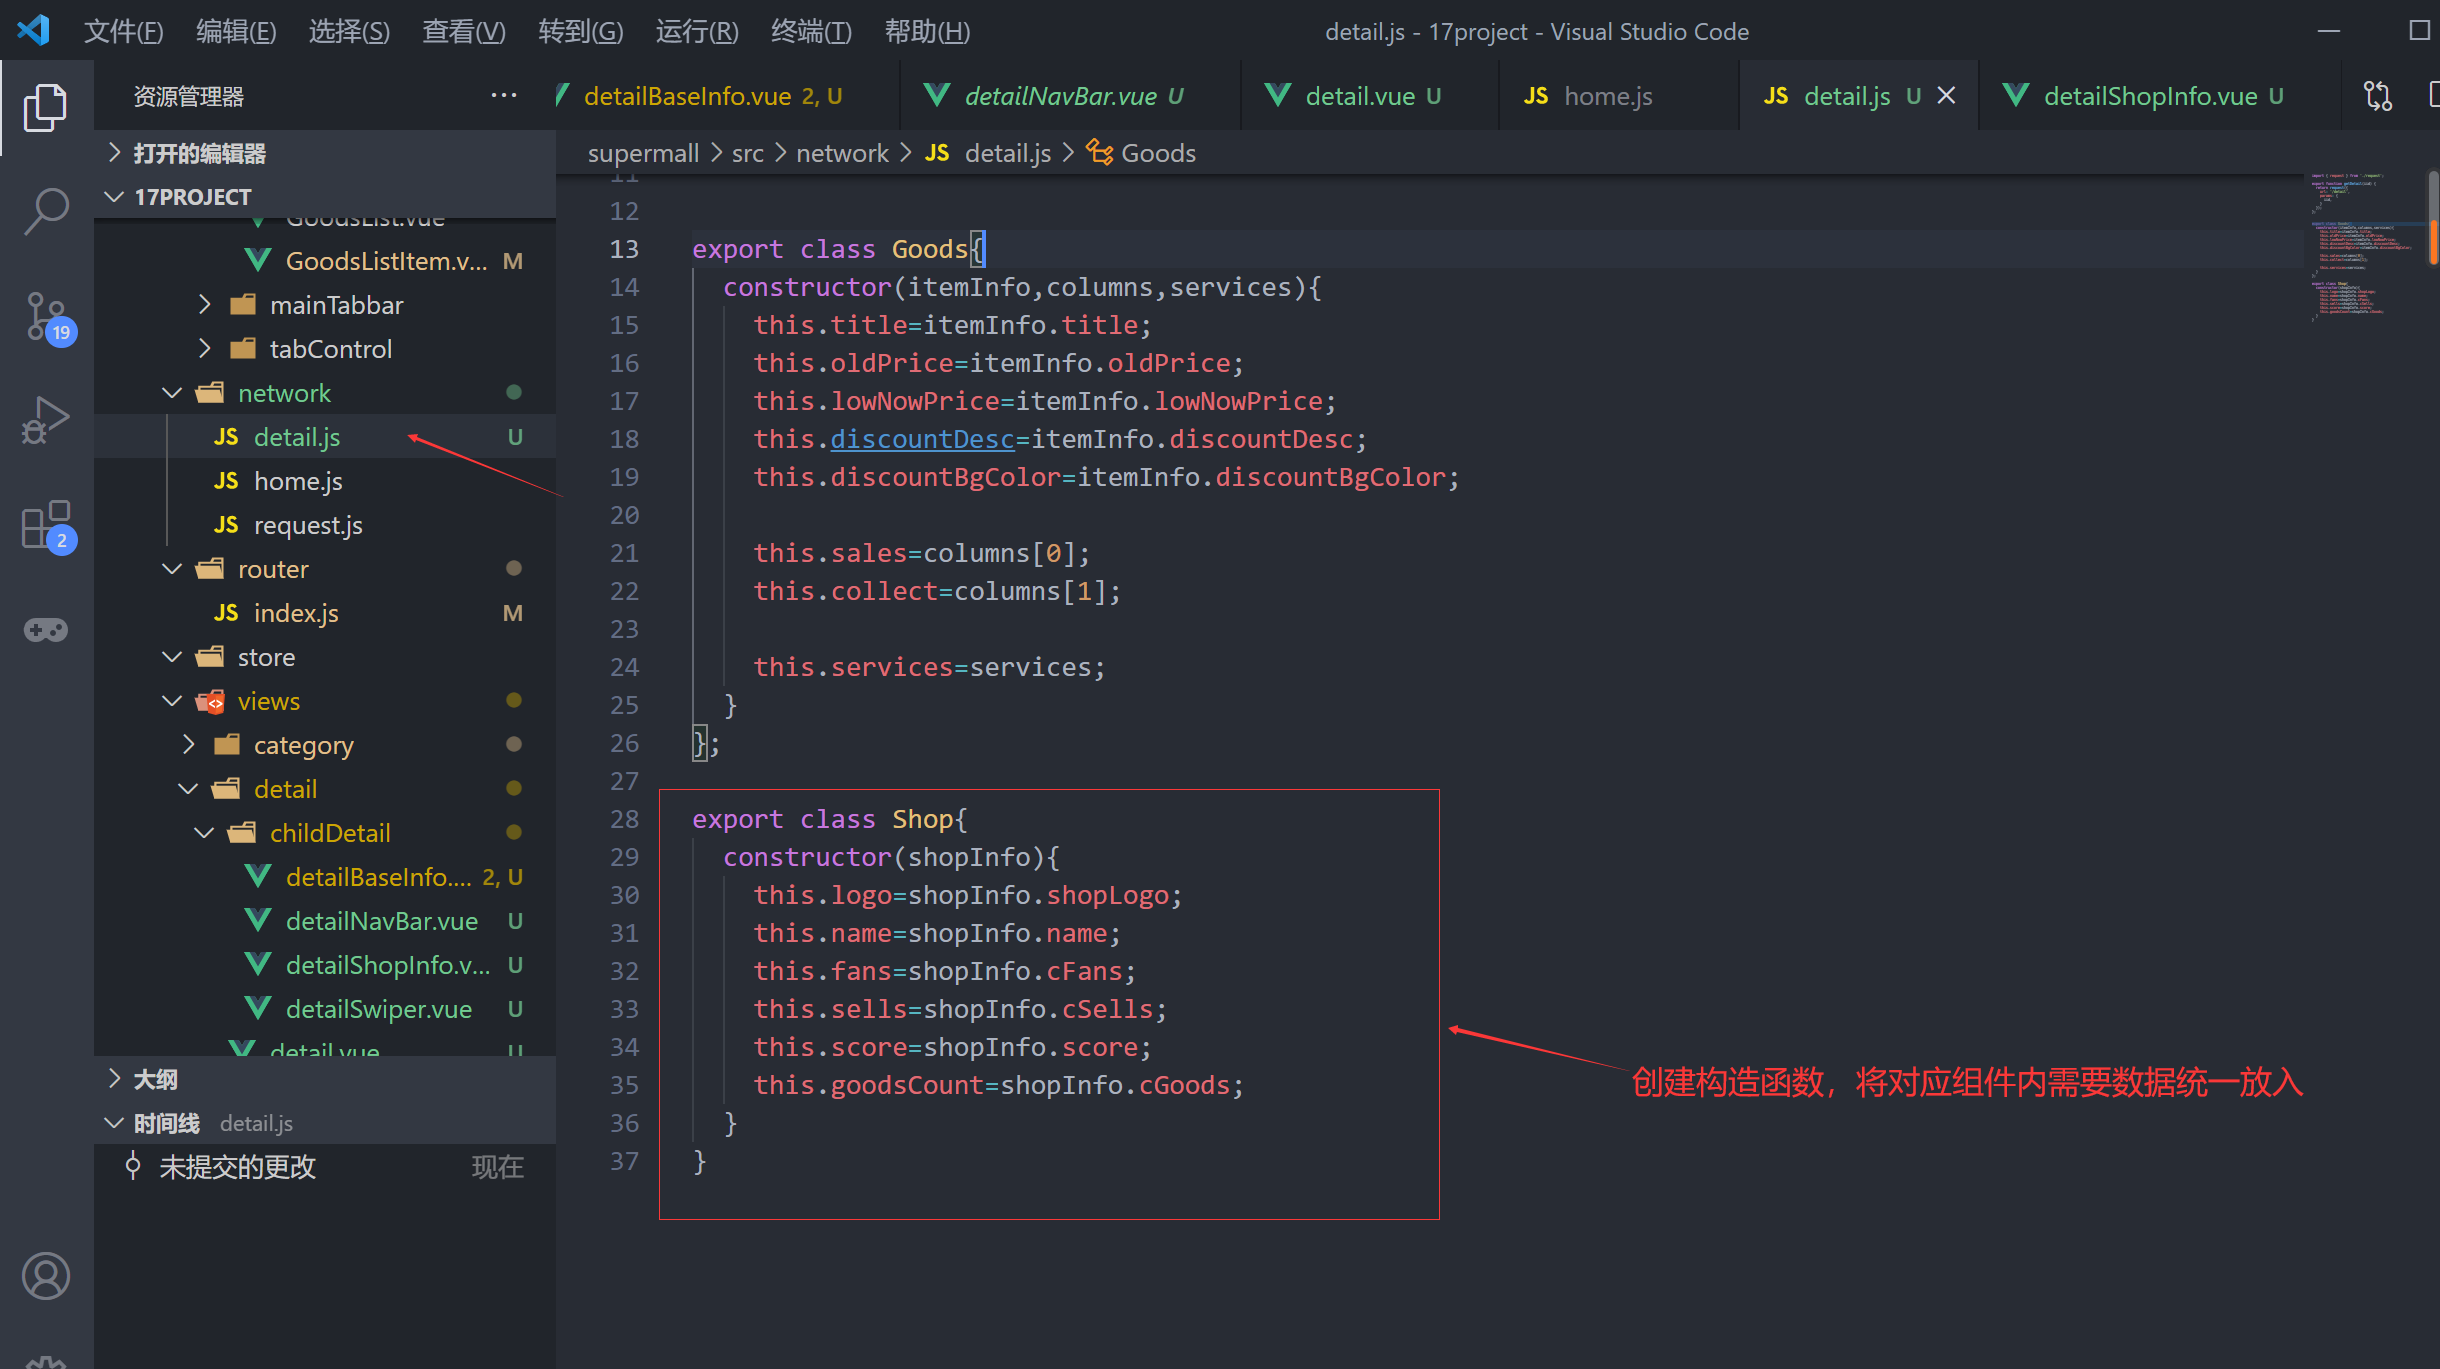 文件(F) 编辑(E) 选择(S) 查看(V) 转到(G) 运行(R) 终端(T) 帮助(H)
detail.js - 17project - Visual Studio Code
资源管理器 ···
detailBaseInfo.vue 2, U
detailNavBar.vue U
detail.vue U
JS home.js
JS detail.js U
detailShopInfo.vue U
supermall > src > network > JS detail.js > Goods
打开的编辑器
17PROJECT
GoodsList.vue
GoodsListItem.v... M
mainTabbar
tabControl
network
JS detail.js U
JS home.js
JS request.js
router
JS index.js M
store
views
category
detail
childDetail
detailBaseInfo.... 2, U
detailNavBar.vue U
detailShopInfo.v... U
detailSwiper.vue U
detail.vue U
大纲
时间线 detail.js
未提交的更改 现在
19
2
11
12
13 export class Goods{
14 constructor(itemInfo,columns,services){
15 this.title=itemInfo.title;
16 this.oldPrice=itemInfo.oldPrice;
17 this.lowNowPrice=itemInfo.lowNowPrice;
18 this.discountDesc=itemInfo.discountDesc;
19 this.discountBgColor=itemInfo.discountBgColor;
20
21 this.sales=columns[0];
22 this.collect=columns[1];
23
24 this.services=services;
25 }
26 };
27
28 export class Shop{
29 constructor(shopInfo){
30 this.logo=shopInfo.shopLogo;
31 this.name=shopInfo.name;
32 this.fans=shopInfo.cFans;
33 this.sells=shopInfo.cSells;
34 this.score=shopInfo.score;
35 this.goodsCount=shopInfo.cGoods;
36 }
37 }
创建构造函数，将对应组件内需要数据统一放入